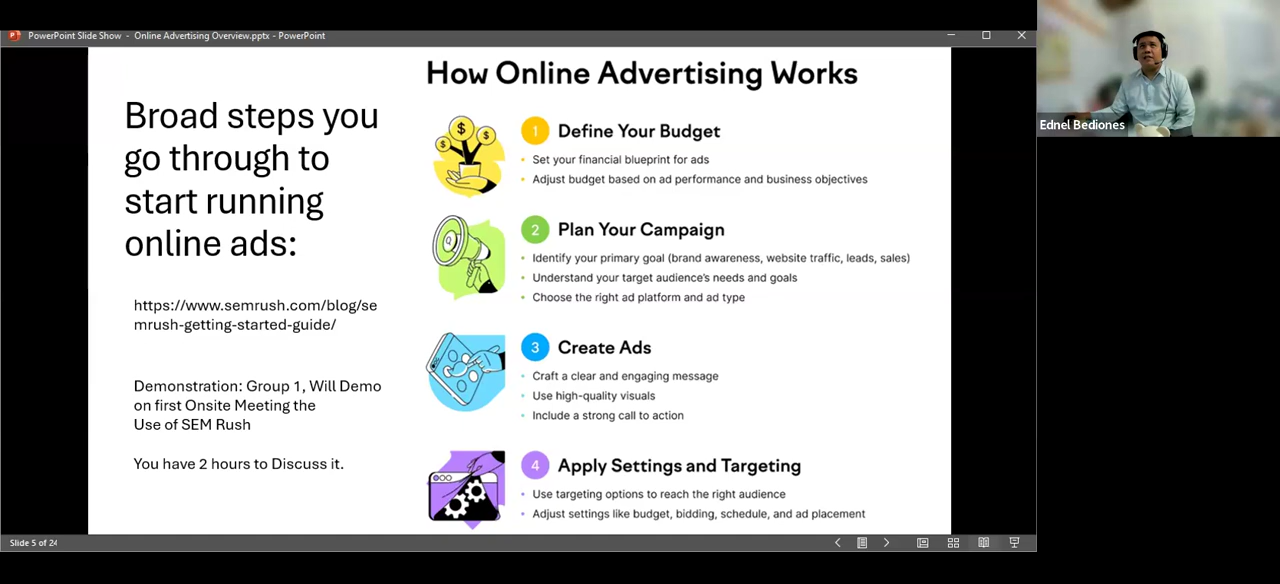 PowerPoint Slide Show - Online Advertising Overview.pptx - PowerPoint
How Online Advertising Works
Broad steps you
go through to
start running
online ads:
https://www.semrush.com/blog/se
mrush-getting-started-guide/
Demonstration: Group 1, Will Demo
on first Onsite Meeting the
Use of SEM Rush
You have 2 hours to Discuss it.
1 Define Your Budget
• Set your financial blueprint for ads
• Adjust budget based on ad performance and business objectives
2 Plan Your Campaign
• Identify your primary goal (brand awareness, website traffic, leads, sales)
• Understand your target audience's needs and goals
• Choose the right ad platform and ad type
3 Create Ads
• Craft a clear and engaging message
• Use high-quality visuals
• Include a strong call to action
4 Apply Settings and Targeting
• Use targeting options to reach the right audience
• Adjust settings like budget, bidding, schedule, and ad placement
Slide 5 of 24
Ednel Bediones